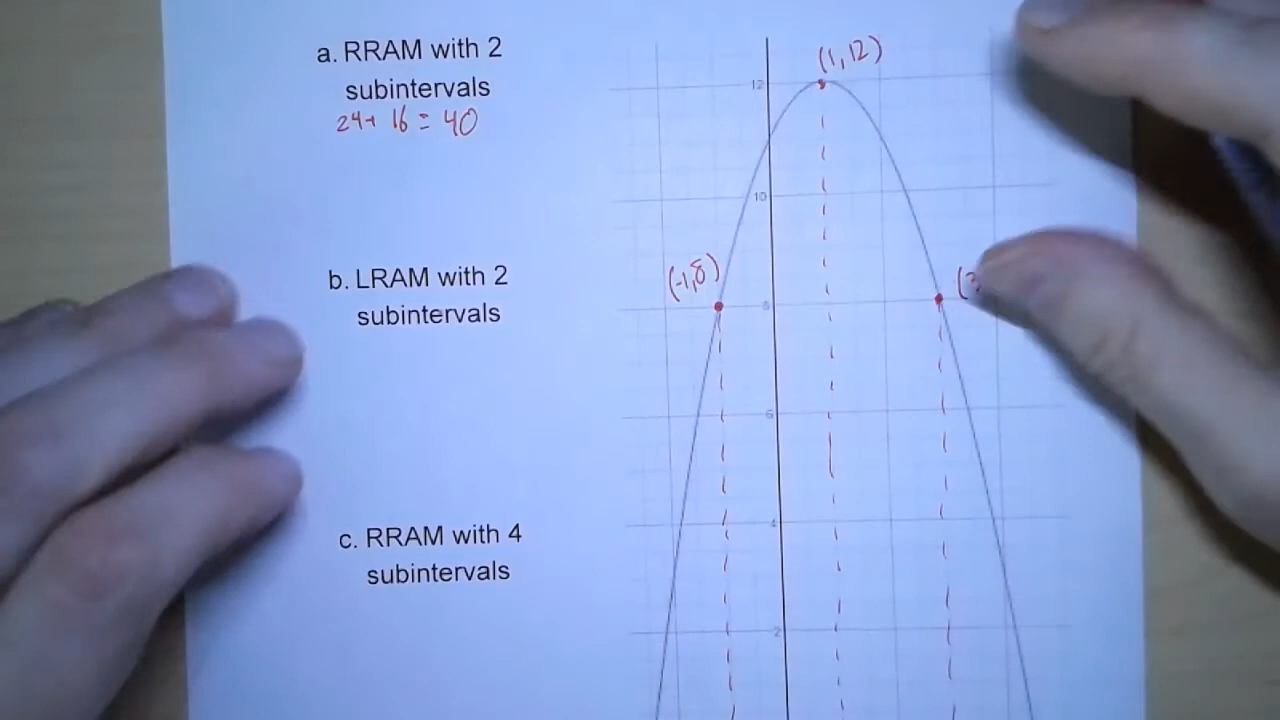 a. RRAM with 2
subintervals
24+ 16 = 40
(1,12)
12
10
(-1,8)
8
(3
b. LRAM with 2
subintervals
6
c. RRAM with 4
subintervals
4
2